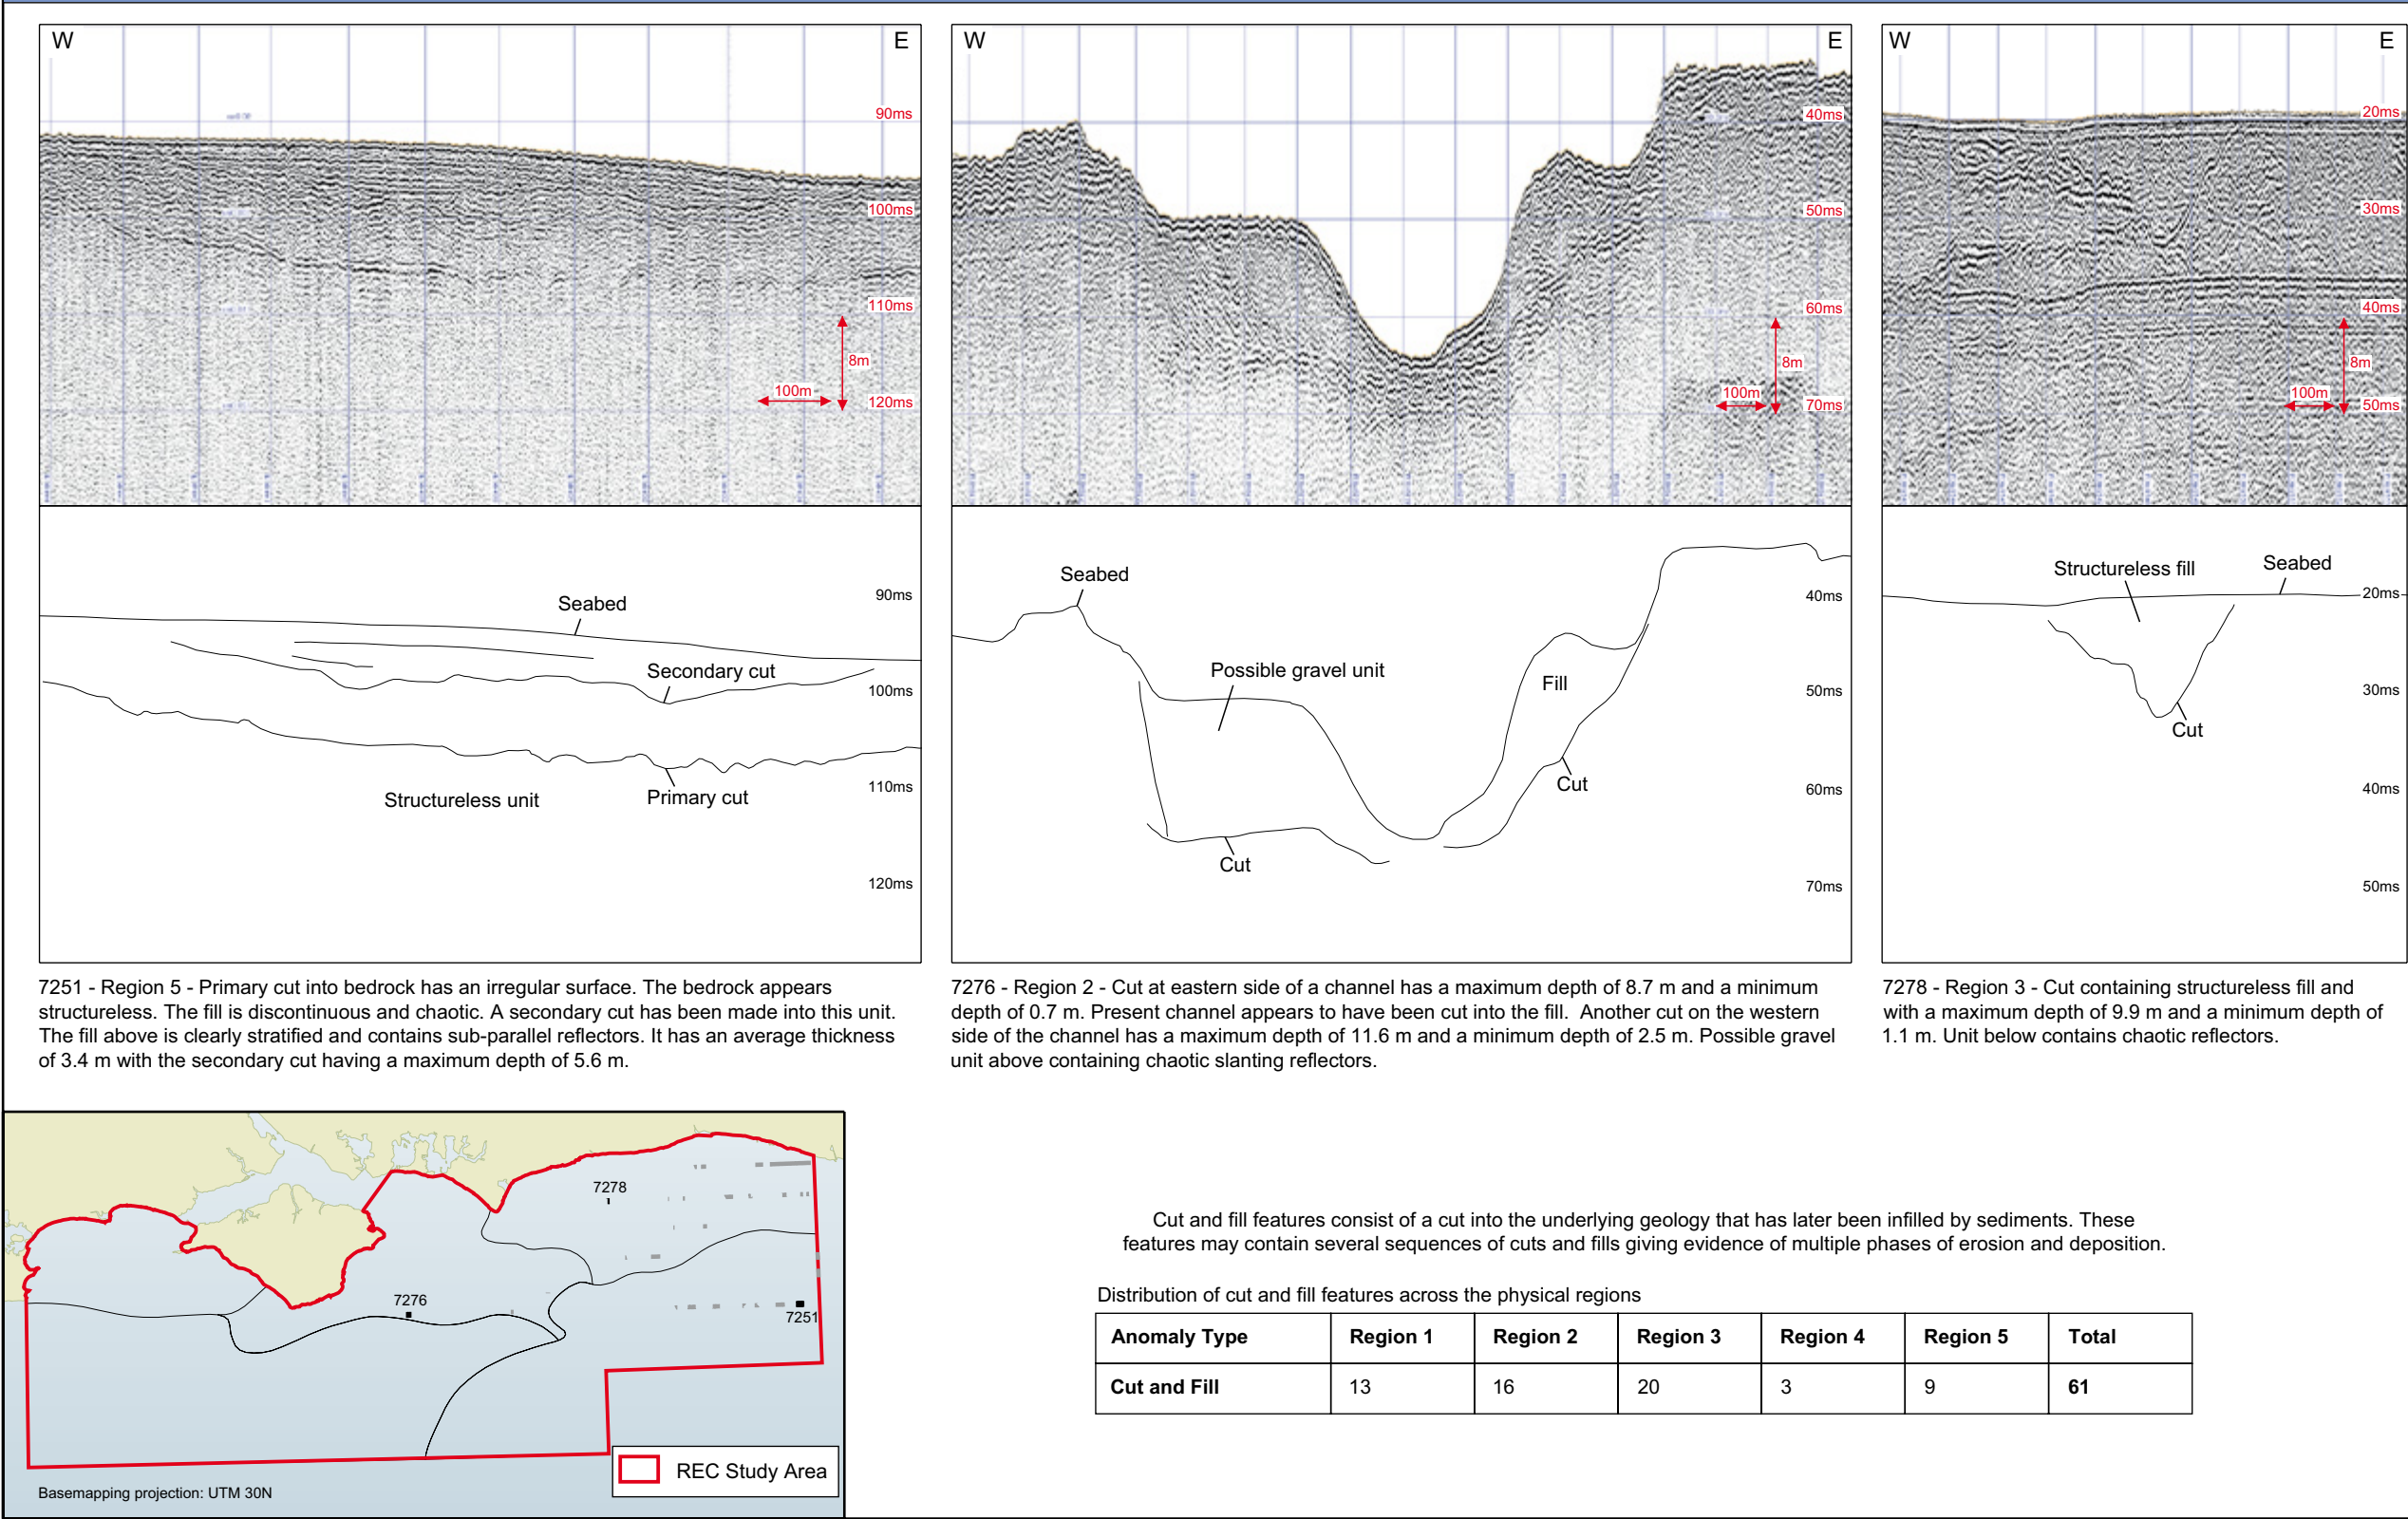 W
E
90ms
100ms
110ms
8m
100m
120ms
Seabed
90ms
Secondary cut
100ms
110ms
Structureless unit
Primary cut
120ms
7251 - Region 5 - Primary cut into bedrock has an irregular surface. The bedrock appears
structureless. The fill is discontinuous and chaotic. A secondary cut has been made into this unit.
The fill above is clearly stratified and contains sub-parallel reflectors. It has an average thickness
of 3.4 m with the secondary cut having a maximum depth of 5.6 m.
W
E
40ms
50ms
60ms
8m
100m
70ms
Seabed
40ms
Possible gravel unit
Fill
50ms
Cut
60ms
Cut
70ms
7276 - Region 2 - Cut at eastern side of a channel has a maximum depth of 8.7 m and a minimum
depth of 0.7 m. Present channel appears to have been cut into the fill. Another cut on the western
side of the channel has a maximum depth of 11.6 m and a minimum depth of 2.5 m. Possible gravel
unit above containing chaotic slanting reflectors.
W
E
20ms
30ms
40ms
8m
100m
50ms
Structureless fill
Seabed
20ms
30ms
Cut
40ms
50ms
7278 - Region 3 - Cut containing structureless fill and
with a maximum depth of 9.9 m and a minimum depth of
1.1 m. Unit below contains chaotic reflectors.
7278
7276
7251
REC Study Area
Basemapping projection: UTM 30N
Cut and fill features consist of a cut into the underlying geology that has later been infilled by sediments. These
features may contain several sequences of cuts and fills giving evidence of multiple phases of erosion and deposition.
Distribution of cut and fill features across the physical regions
Anomaly Type Region 1 Region 2 Region 3 Region 4 Region 5 Total
Cut and Fill 13 16 20 3 9 61